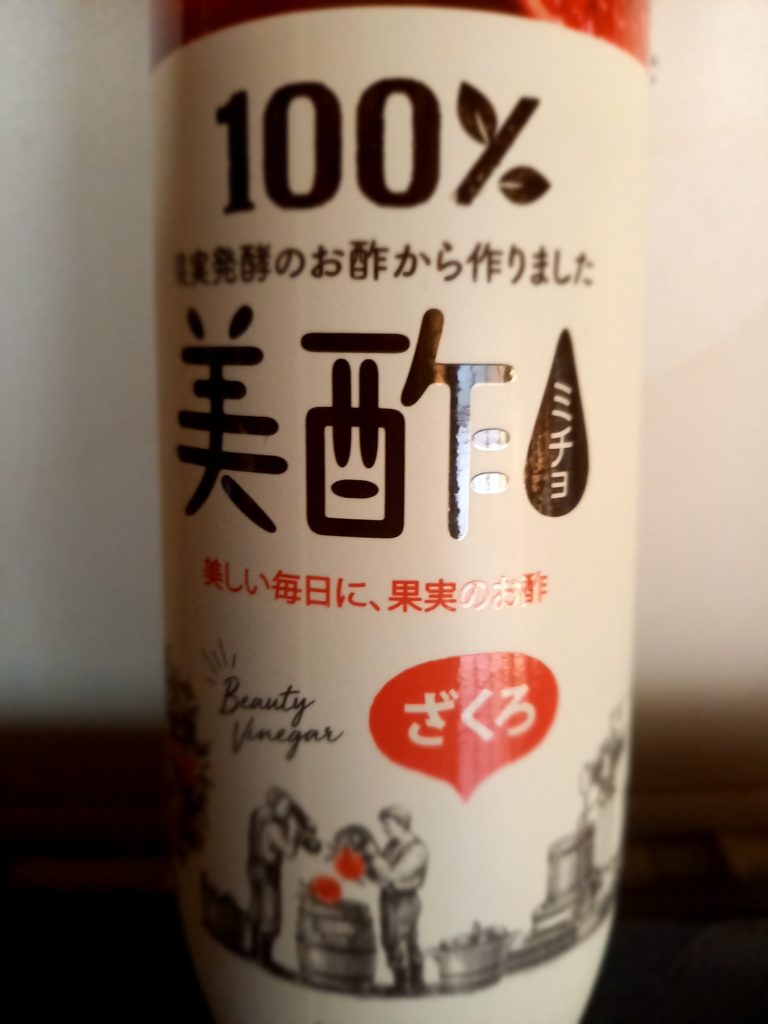 100%
果実発酵のお酢から作りました
美酢
ミチョ
美しい毎日に、果実のお酢
Beauty
Vinegar
ざくろ